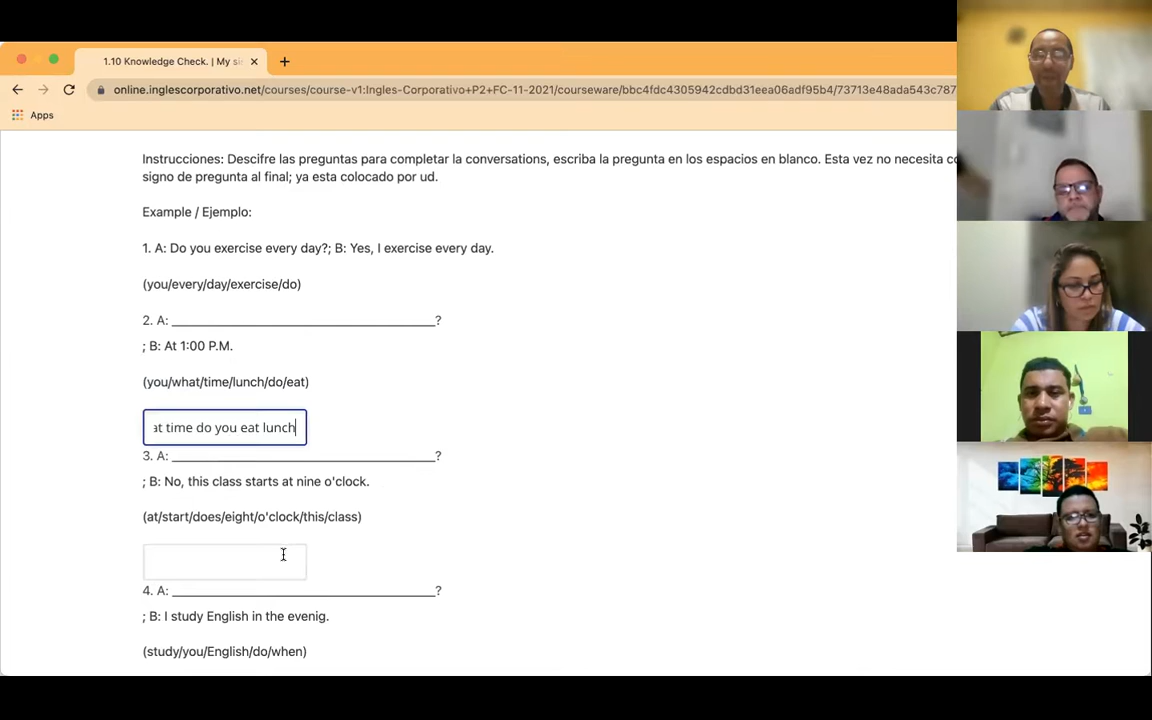 1.10 Knowledge Check. | My si
online.inglescorporativo.net/courses/course-v1:Ingles-Corporativo+P2+FC-11-2021/courseware/bbc4fdc4305942cdbd31eea06adf95b4/73713e48ada543c787
Apps
Instrucciones: Descifre las preguntas para completar la conversations, escriba la pregunta en los espacios en blanco. Esta vez no necesita co
signo de pregunta al final; ya esta colocado por ud.
Example / Ejemplo:
1. A: Do you exercise every day?; B: Yes, I exercise every day.
(you/every/day/exercise/do)
2. A: __________________________________?
; B: At 1:00 P.M.
(you/what/time/lunch/do/eat)
at time do you eat lunch
3. A: __________________________________?
; B: No, this class starts at nine o'clock.
(at/start/does/eight/o'clock/this/class)
4. A: __________________________________?
; B: I study English in the evenig.
(study/you/English/do/when)